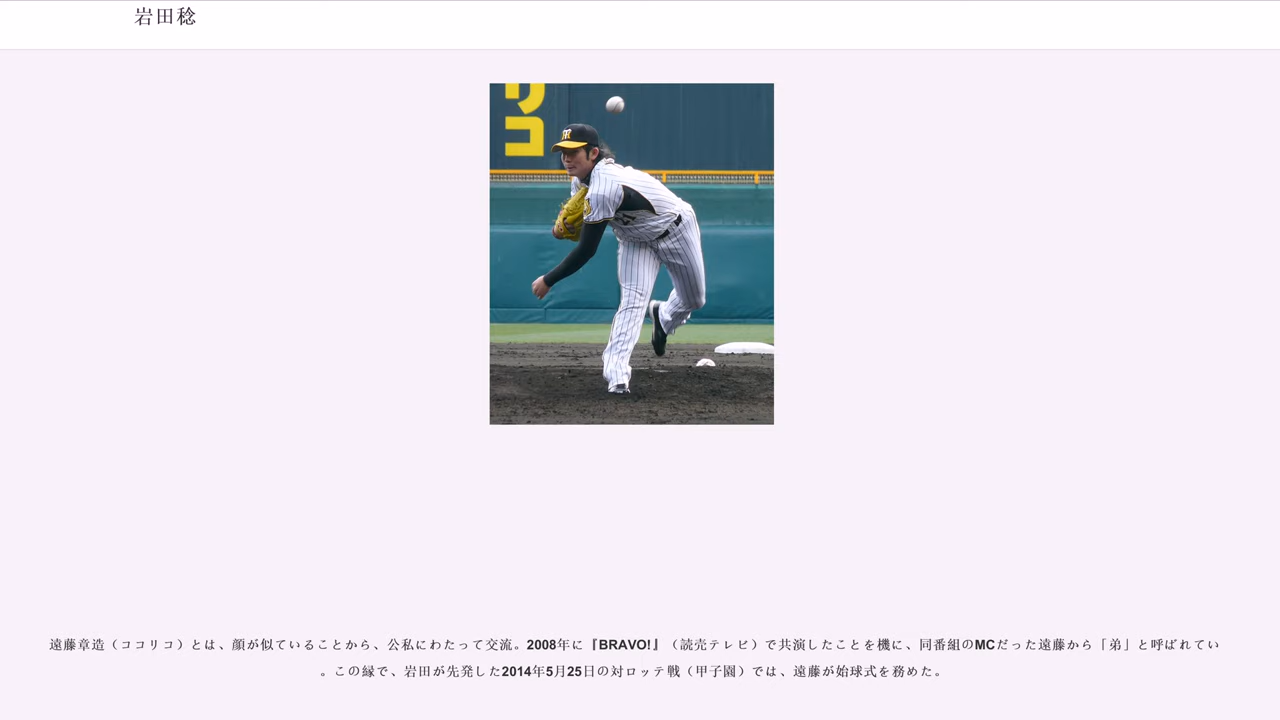 岩田稔
リコ
遠藤章造（ココリコ）とは、顔が似ていることから、公私にわたって交流。2008年に『BRAVO!』（読売テレビ）で共演したことを機に、同番組のMCだった遠藤から「弟」と呼ばれてい
。この縁で、岩田が先発した2014年5月25日の対ロッテ戦（甲子園）では、遠藤が始球式を務めた。